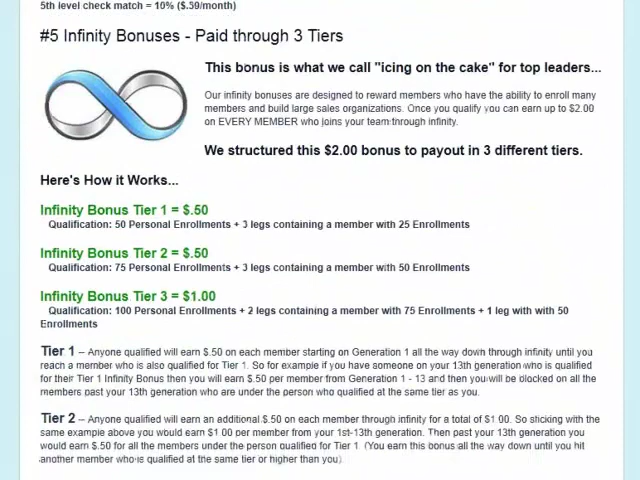 5th level check match = 10% ($.39/month)
#5 Infinity Bonuses - Paid through 3 Tiers
This bonus is what we call "icing on the cake" for top leaders...
Our infinity bonuses are designed to reward members who have the ability to enroll many
members and build large sales organizations. Once you qualify you can earn up to $2.00
on EVERY MEMBER who joins your team through infinity.
We structured this $2.00 bonus to payout in 3 different tiers.
Here's How it Works...
Infinity Bonus Tier 1 = $.50
Qualification: 50 Personal Enrollments + 3 legs containing a member with 25 Enrollments
Infinity Bonus Tier 2 = $.50
Qualification: 75 Personal Enrollments + 3 legs containing a member with 50 Enrollments
Infinity Bonus Tier 3 = $1.00
Qualification: 100 Personal Enrollments + 2 legs containing a member with 75 Enrollments + 1 leg with with 50
Enrollments
Tier 1 – Anyone qualified will earn $.50 on each member starting on Generation 1 all the way down through infinity until you
reach a member who is also qualified for Tier 1. So for example if you have someone on your 13th generation who is qualified
for their Tier 1 Infinity Bonus then you will earn $.50 per member from Generation 1 - 13 and then you will be blocked on all the
members past your 13th generation who are under the person who qualified at the same tier as you.
Tier 2 – Anyone qualified will earn an additional $.50 on each member through infinity for a total of $1.00. So sticking with the
same example above you would earn $1.00 per member from your 1st-13th generation. Then past your 13th generation you
would earn $.50 for all the members under the person qualified for Tier 1. (You earn this bonus all the way down until you hit
another member who is qualified at the same tier or higher than you)